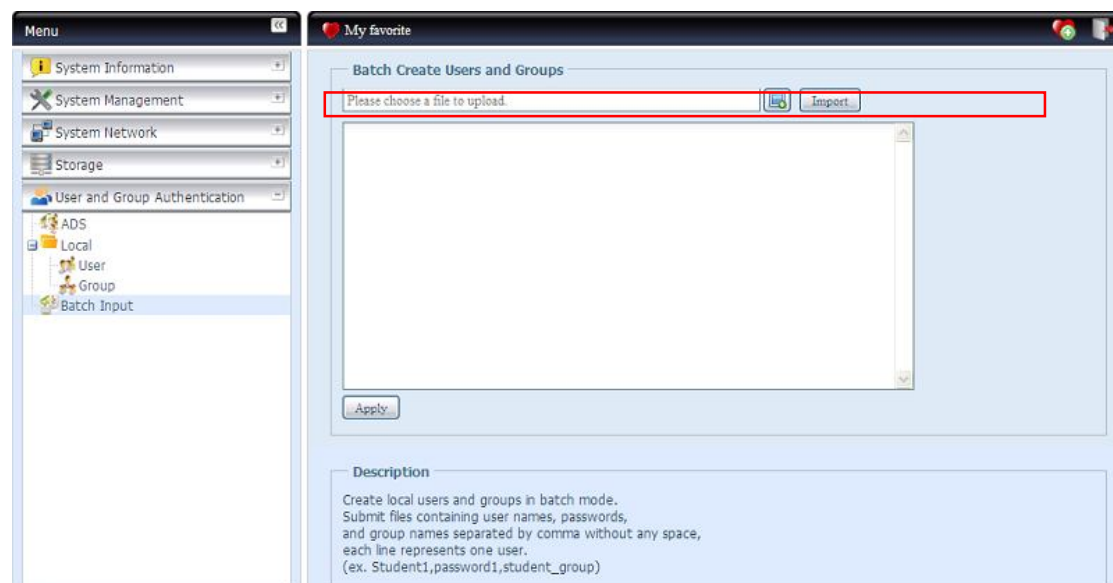 Menu
My favorite
System Information
System Management
System Network
Storage
User and Group Authentication
ADS
Local
User
Group
Batch Input
Batch Create Users and Groups
Please choose a file to upload.
Import
Apply
Description
Create local users and groups in batch mode.
Submit files containing user names, passwords,
and group names separated by comma without any space,
each line represents one user.
(ex. Student1,password1,student_group)